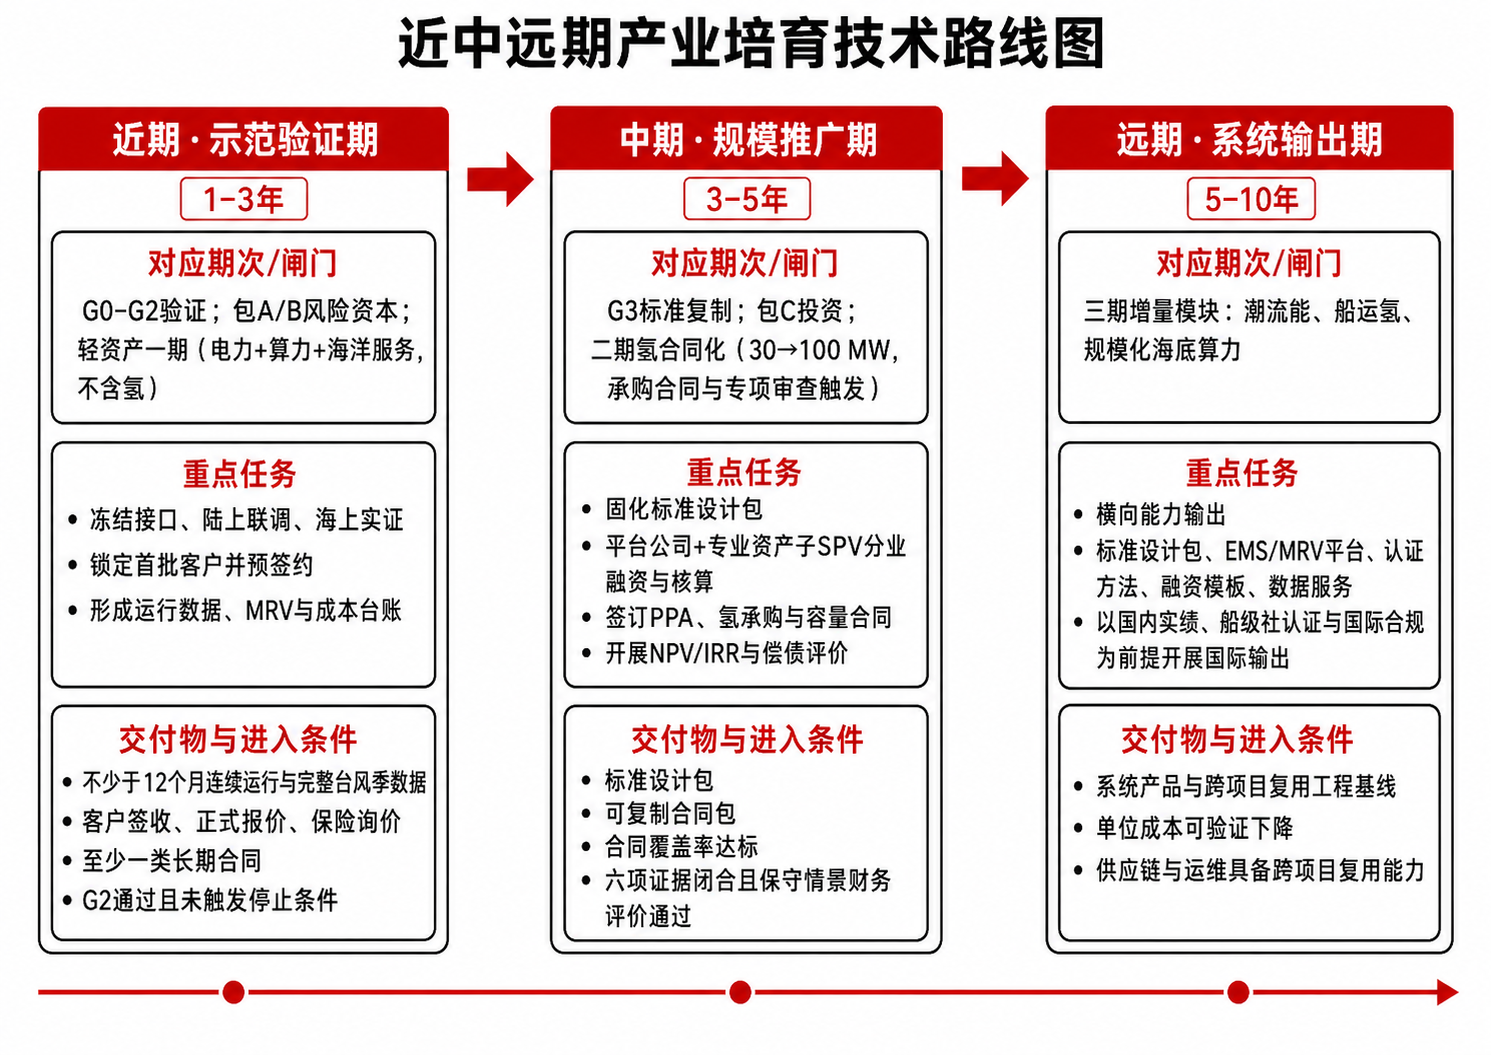 近中远期产业培育技术路线图
近期·示范验证期
1-3年
对应期次/闸门
G0-G2验证；包A/B风险资本；
轻资产一期（电力+算力+海洋服务，
不含氢）
重点任务
• 冻结接口、陆上联调、海上实证
• 锁定首批客户并预签约
• 形成运行数据、MRV与成本台账
交付物与进入条件
• 不少于12个月连续运行与完整台风季数据
• 客户签收、正式报价、保险询价
• 至少一类长期合同
• G2通过且未触发停止条件
中期·规模推广期
3-5年
对应期次/闸门
G3标准复制；包C投资；
二期氢合同化（30→100 MW，
承购合同与专项审查触发）
重点任务
• 固化标准设计包
• 平台公司+专业资产子SPV分业
融资与核算
• 签订PPA、氢承购与容量合同
• 开展NPV/IRR与偿债评价
交付物与进入条件
• 标准设计包
• 可复制合同包
• 合同覆盖率达标
• 六项证据闭合且保守情景财务
评价通过
远期·系统输出期
5-10年
对应期次/闸门
三期增量模块：潮流能、船运氢、
规模化海底算力
重点任务
• 横向能力输出
• 标准设计包、EMS/MRV平台、认证
方法、融资模板、数据服务
• 以国内实绩、船级社认证与国际合规
为前提开展国际输出
交付物与进入条件
• 系统产品与跨项目复用工程基线
• 单位成本可验证下降
• 供应链与运维具备跨项目复用能力